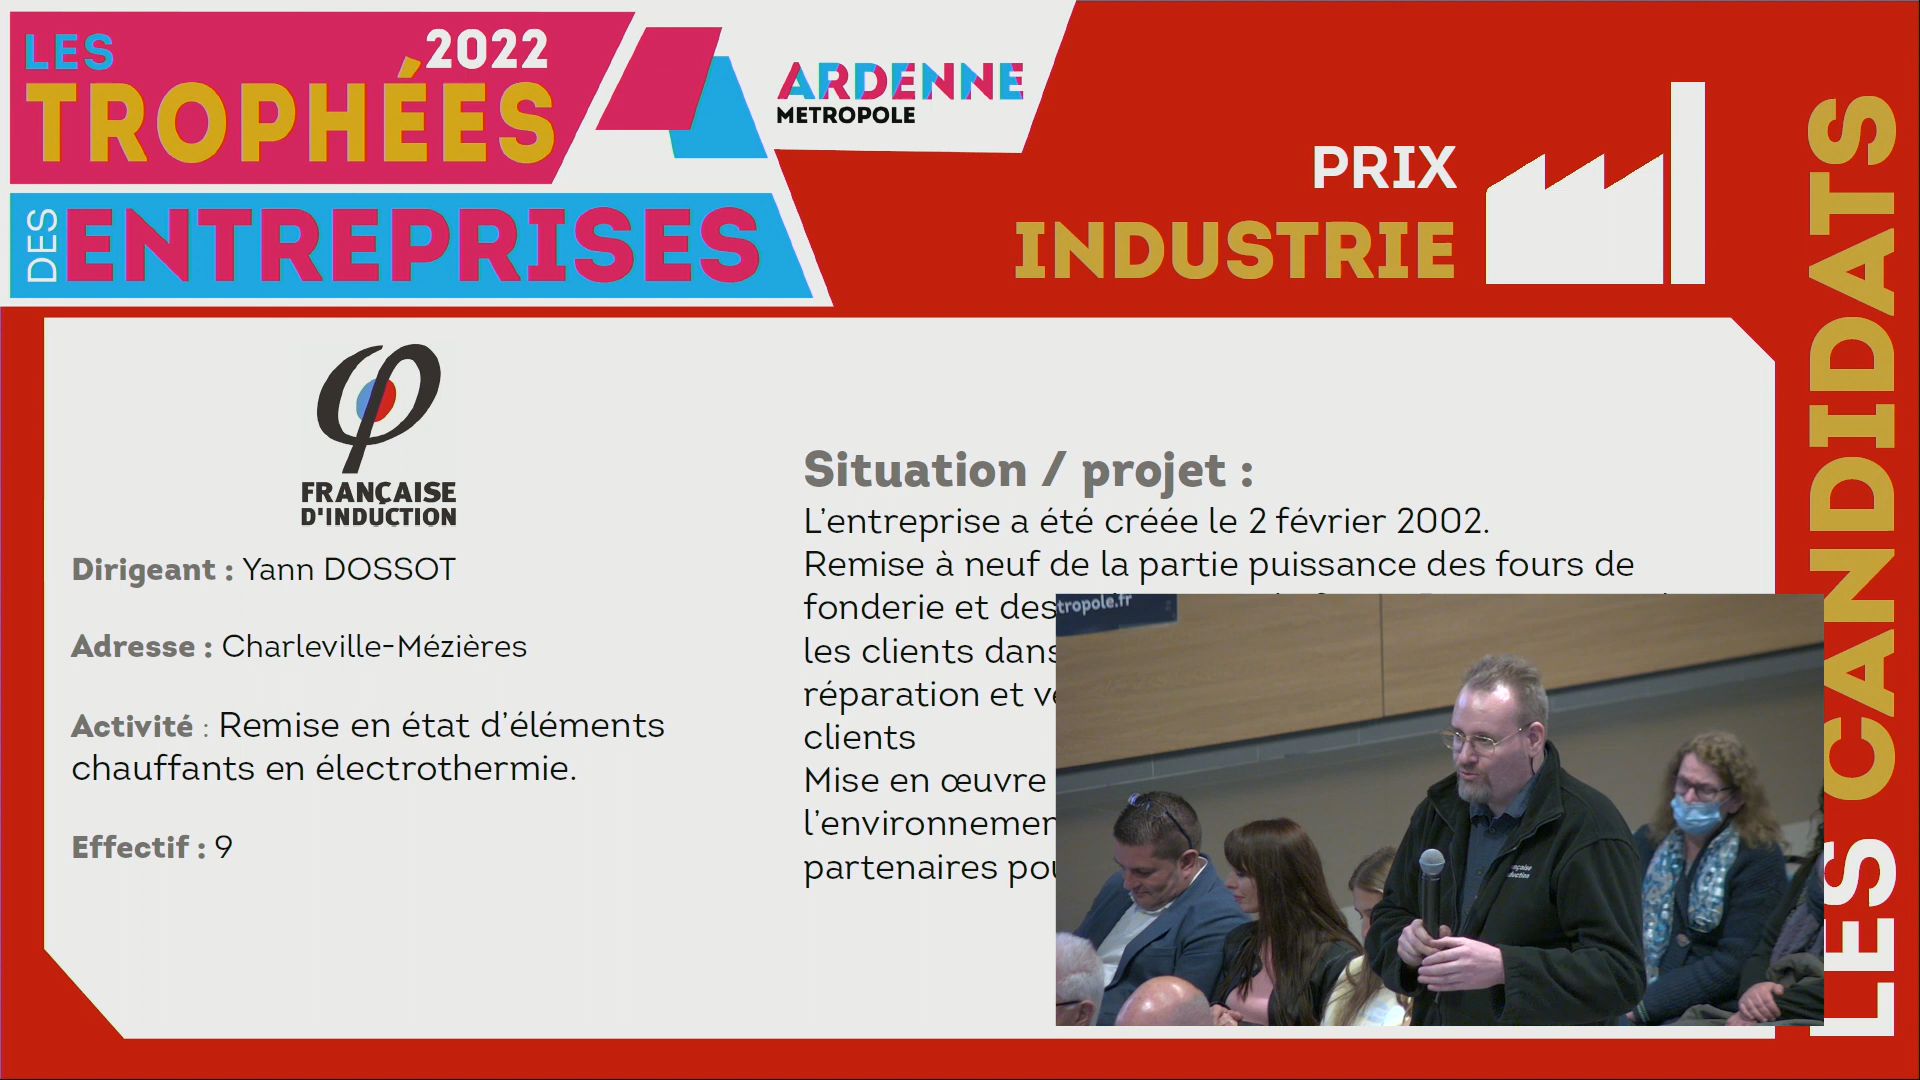 LES
2022
TROPHÉES
DES ENTREPRISES
ARDENNE
METROPOLE
PRIX
INDUSTRIE
LES CANDIDATS
FRANÇAISE
D'INDUCTION
Dirigeant : Yann DOSSOT
Adresse : Charleville-Mézières
Activité : Remise en état d'éléments
chauffants en électrothermie.
Effectif : 9
Situation / projet :
L'entreprise a été créée le 2 février 2002.
Remise à neuf de la partie puissance des fours de
fonderie et des
les clients dans
réparation et
clients
Mise en œuvre
l'environnemen
partenaires pou
tropole.fr